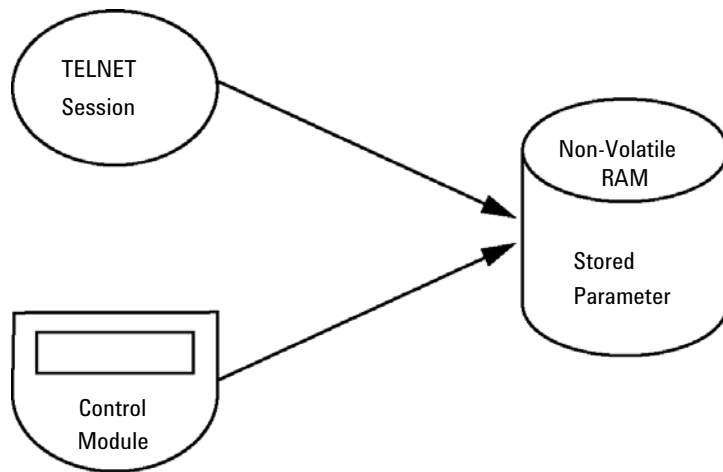 TELNET
Session
Non-Volatile
RAM
Stored
Parameter
Control
Module